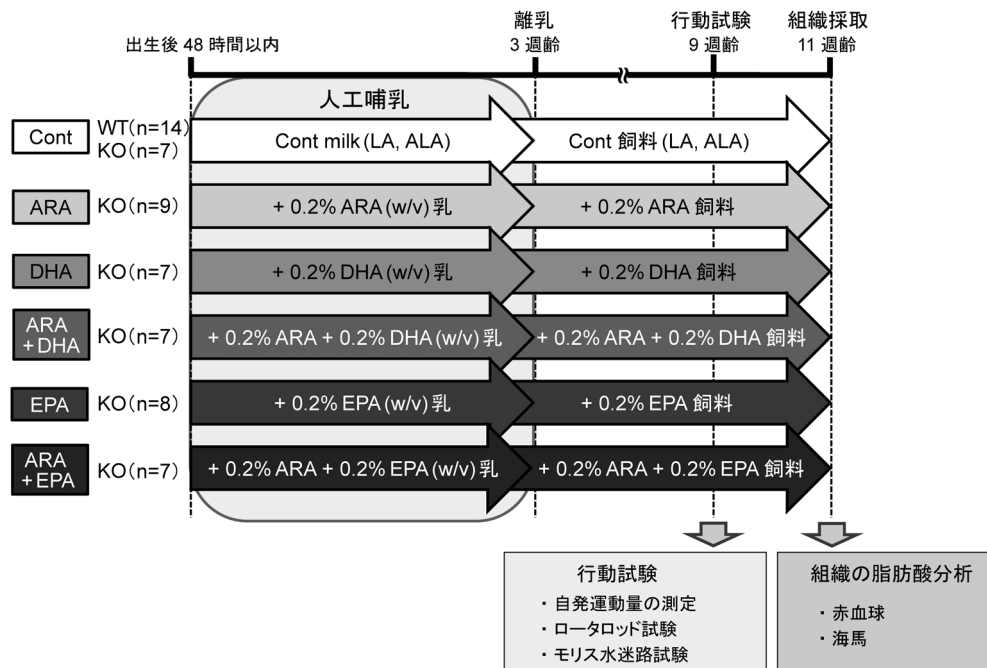 離乳
行動試験
組織採取
出生後 48 時間以内
3 週齢
9 週齢
11 週齢
人工哺乳
Cont
WT(n=14)
KO(n=7)
Cont milk (LA, ALA)
Cont 飼料 (LA, ALA)
ARA
KO(n=9)
+ 0.2% ARA (w/v) 乳
+ 0.2% ARA 飼料
DHA
KO(n=7)
+ 0.2% DHA (w/v) 乳
+ 0.2% DHA 飼料
ARA
+DHA
KO(n=7)
+ 0.2% ARA + 0.2% DHA (w/v) 乳
+ 0.2% ARA + 0.2% DHA 飼料
EPA
KO(n=8)
+ 0.2% EPA (w/v) 乳
+ 0.2% EPA 飼料
ARA
+EPA
KO(n=7)
+ 0.2% ARA + 0.2% EPA (w/v) 乳
+ 0.2% ARA + 0.2% EPA 飼料
行動試験
・自発運動量の測定
・ロータロッド試験
・モリス水迷路試験
組織の脂肪酸分析
・赤血球
・海馬